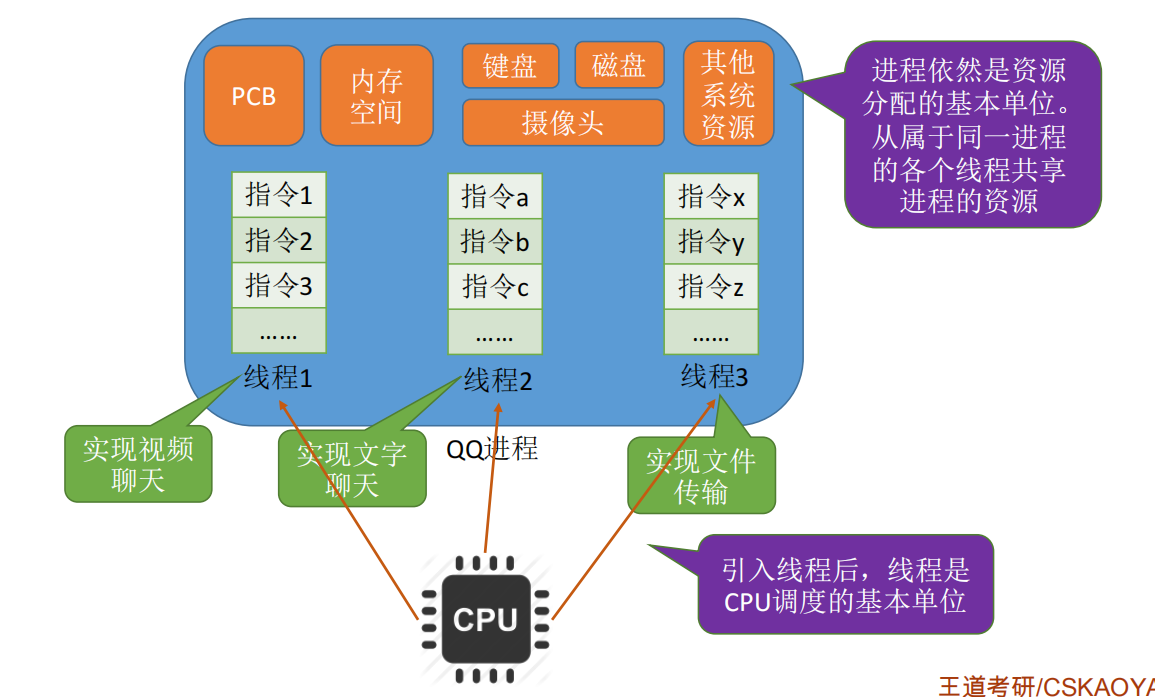 PCB
内存
空间
键盘
磁盘
摄像头
其他
系统
资源
进程依然是资源
分配的基本单位。
从属于同一进程
的各个线程共享
进程的资源
指令1
指令2
指令3
……
线程1
指令a
指令b
指令c
……
线程2
指令x
指令y
指令z
……
线程3
实现视频
聊天
实现文字
聊天
QQ进程
实现文件
传输
引入线程后，线程是
CPU调度的基本单位
CPU
王道考研/CSKAOYA